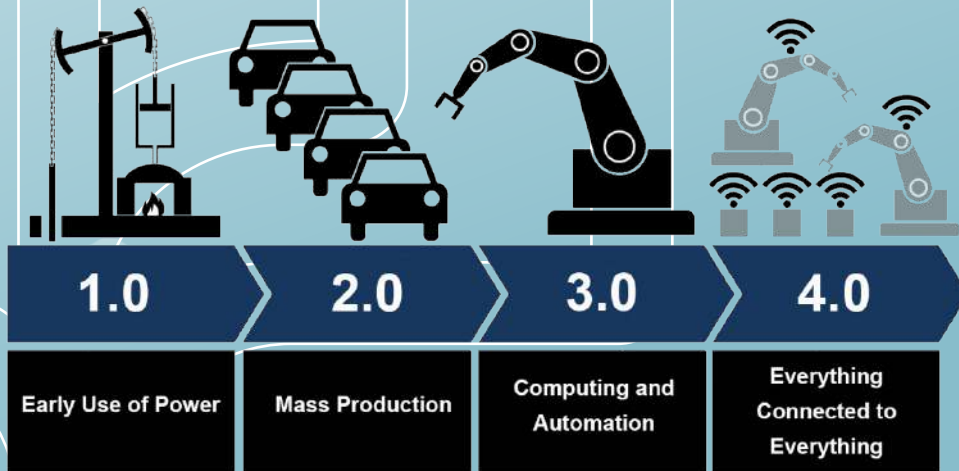 1.0
2.0
3.0
4.0
Early Use of Power
Mass Production
Computing and
Automation
Everything
Connected to
Everything